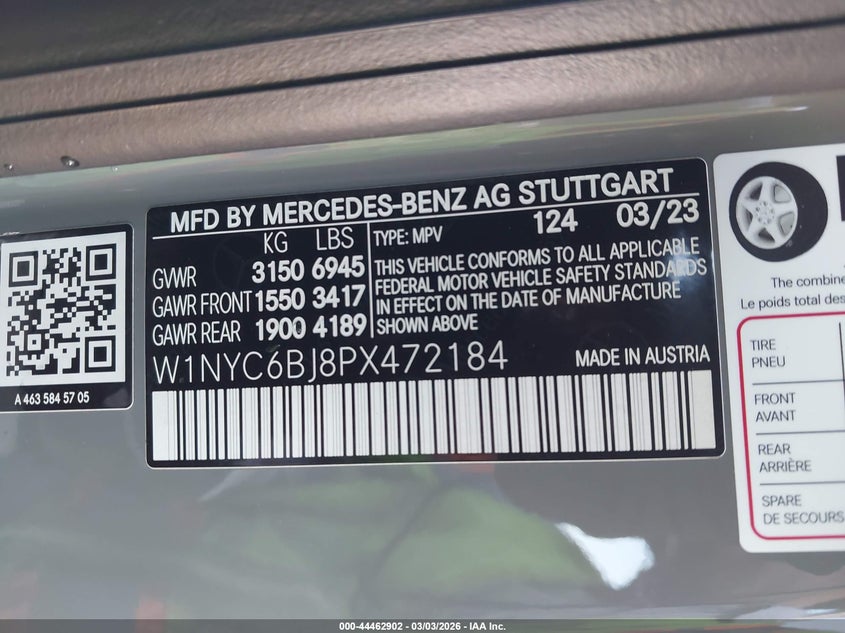 MFD BY MERCEDES-BENZ AG STUTTGART
KG LBS
GVWR 3150 6945
GAWR FRONT 1550 3417
GAWR REAR 1900 4189
TYPE: MPV 124 03/23
THIS VEHICLE CONFORMS TO ALL APPLICABLE
FEDERAL MOTOR VEHICLE SAFETY STANDARDS
IN EFFECT ON THE DATE OF MANUFACTURE
SHOWN ABOVE
W1NYC6BJ8PX472184
MADE IN AUSTRIA
A 463 584 57 05
The combine
Le poids total des
TIRE
PNEU
FRONT
AVANT
REAR
ARRIÈRE
SPARE
DE SECOURS
000-44462902 - 03/03/2026 - IAA Inc.